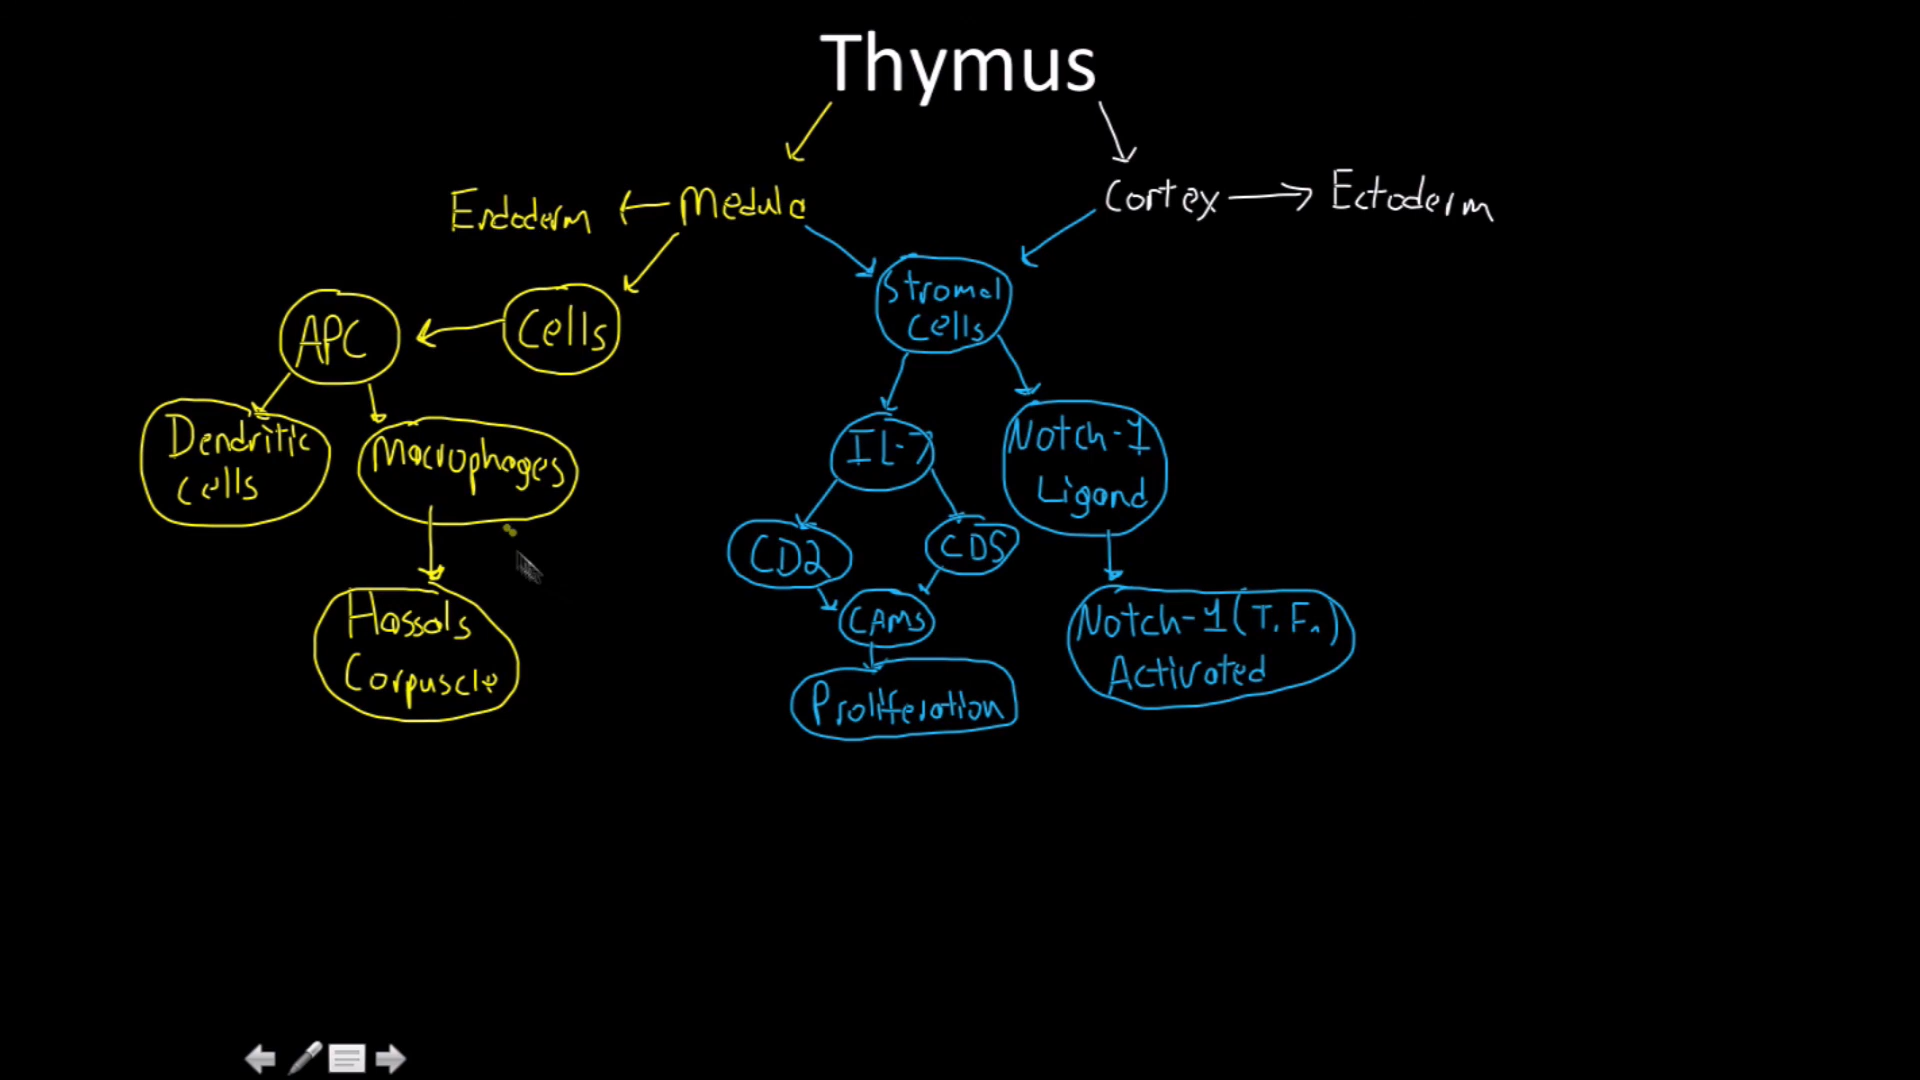 Thymus
Endoderm
Medula
Cortex
Ectoderm
Stromal
Cells
APC
Cells
Dendritic
Cells
Macrophages
IL-7
Notch-1
Ligand
CD2
CD5
CAMs
Hassals
Corpuscle
Notch-1 (T.F.)
Activated
Proliferation